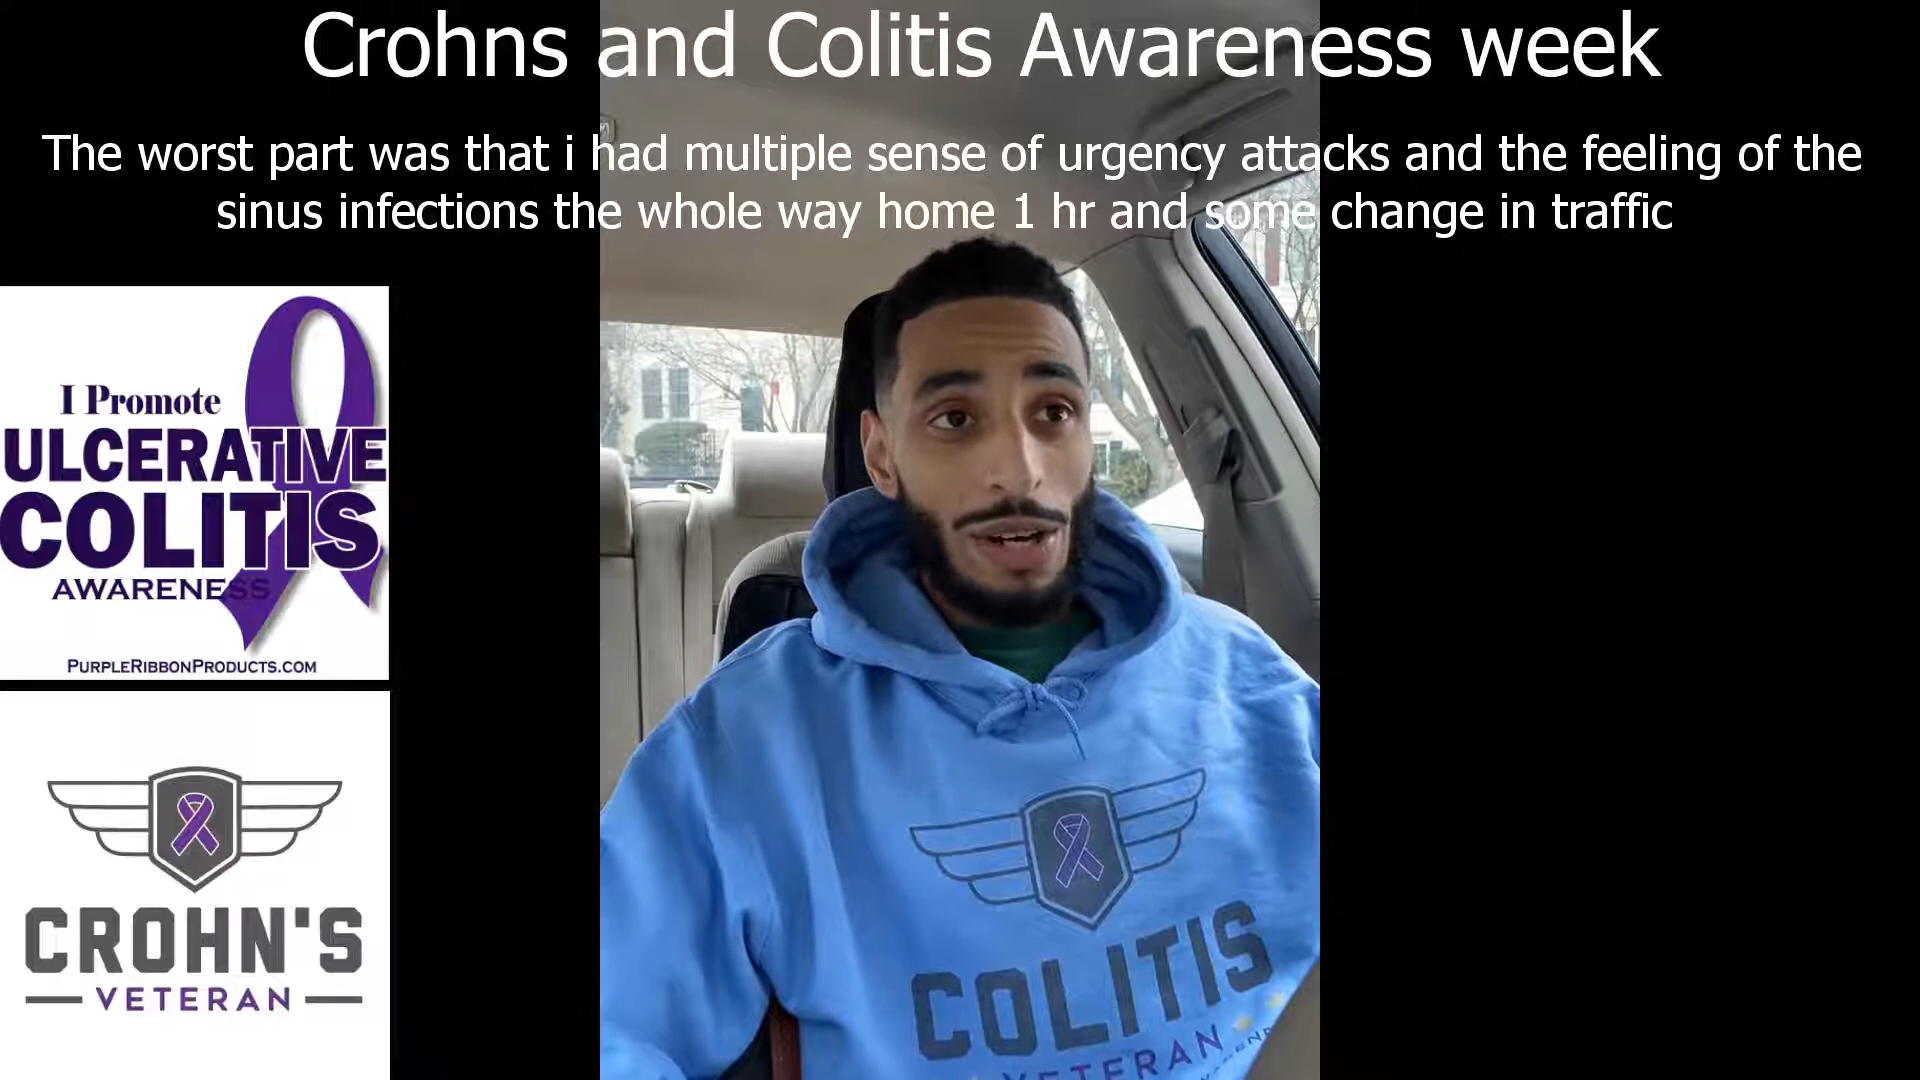 Crohns and Colitis Awareness week
The worst part was that i had multiple sense of urgency attacks and the feeling of the
sinus infections the whole way home 1 hr and some change in traffic
I Promote
ULCERATIVE
COLITIS
AWARENESS
PURPLERIBBONPRODUCTS.COM
CROHN'S
VETERAN
COLITIS
VETERAN